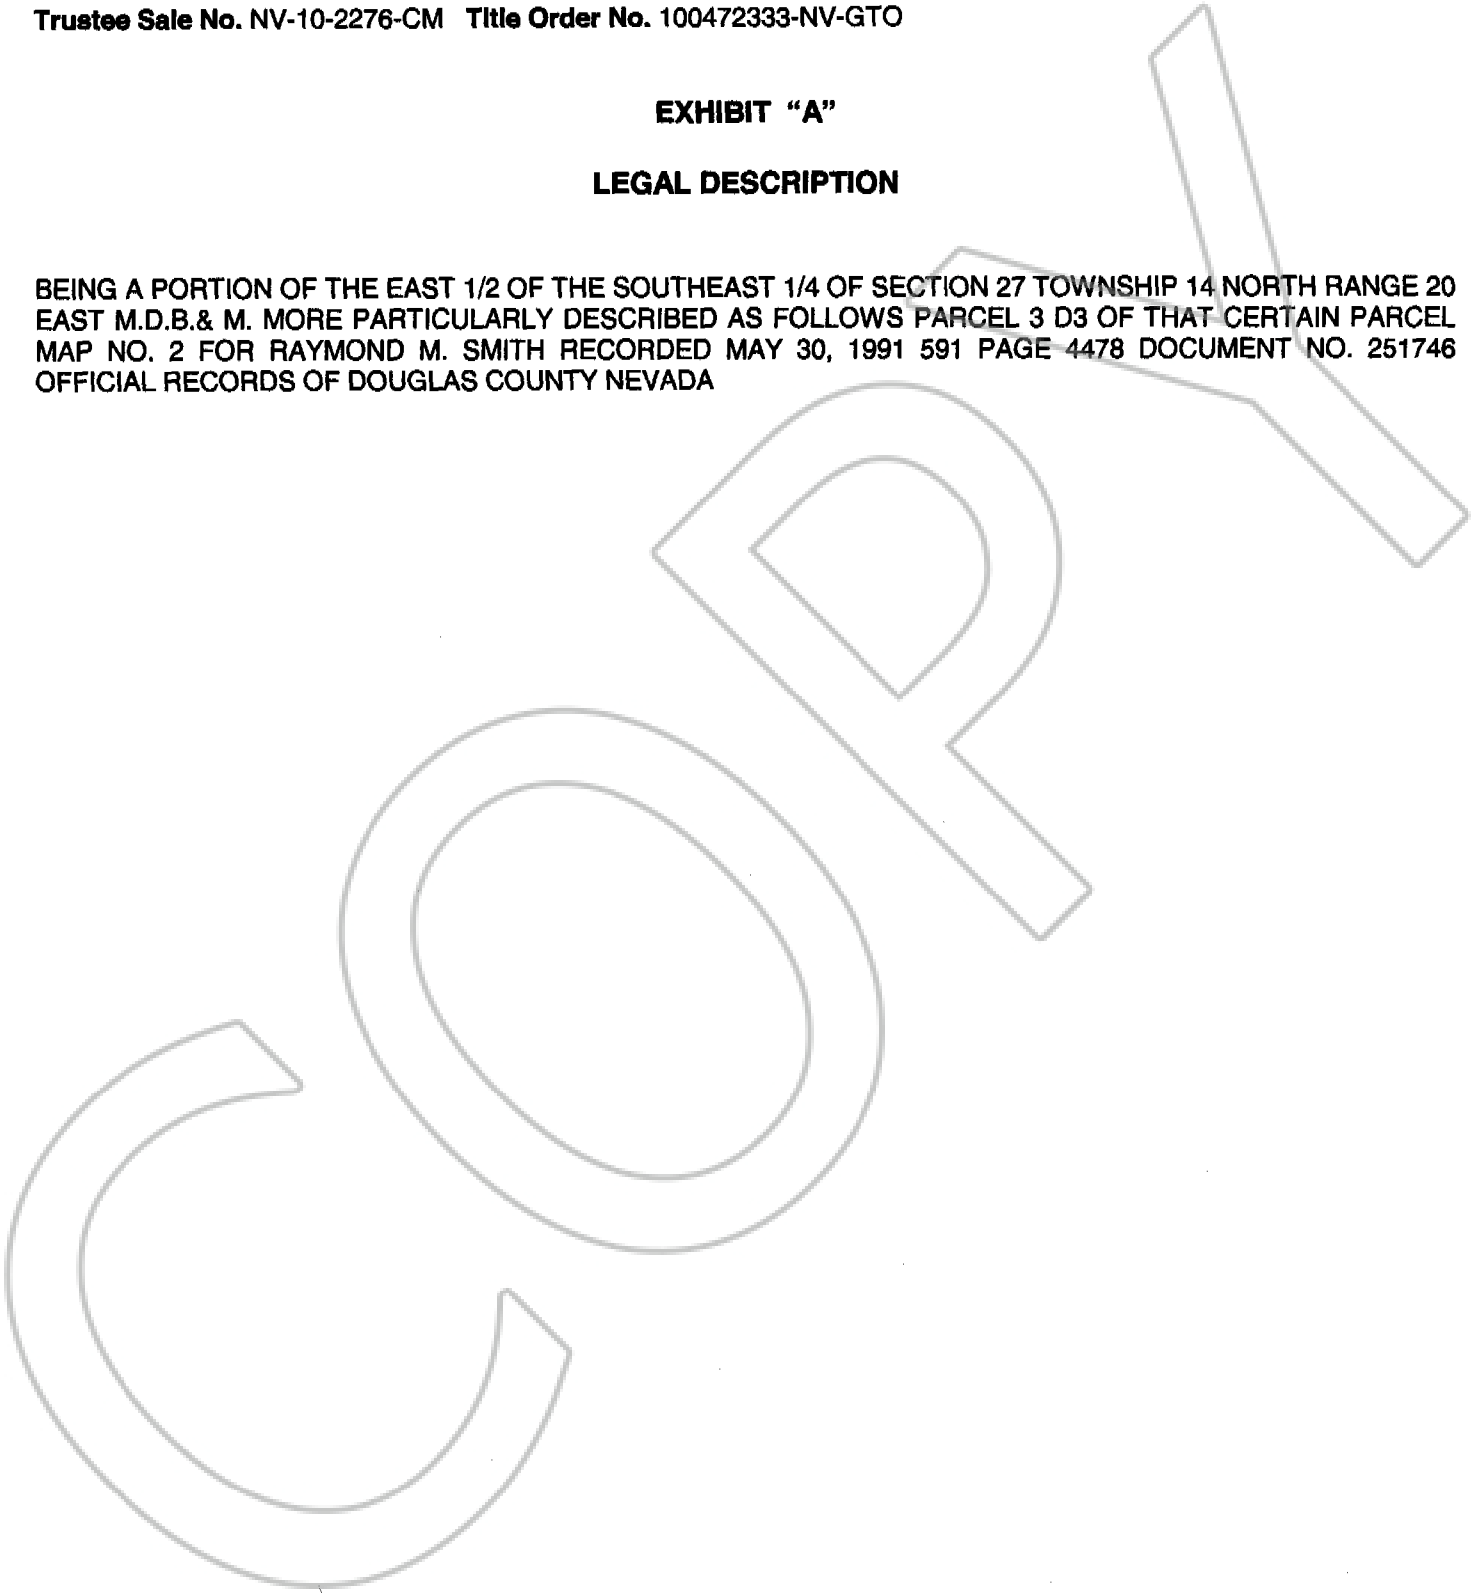 Trustee Sale No. NV-10-2276-CM Title Order No. 100472333-NV-GTO
EXHIBIT “A”
LEGAL DESCRIPTION
BEING A PORTION OF THE EAST 1/2 OF THE SOUTHEAST 1/4 OF SECTION 27 TOWNSHIP 14 NORTH RANGE 20
EAST M.D.B.& M. MORE PARTICULARLY DESCRIBED AS FOLLOWS PARCEL 3 D3 OF THAT CERTAIN PARCEL
MAP NO. 2 FOR RAYMOND M. SMITH RECORDED MAY 30, 1991 591 PAGE 4478 DOCUMENT NO. 251746
OFFICIAL RECORDS OF DOUGLAS COUNTY NEVADA
COPY